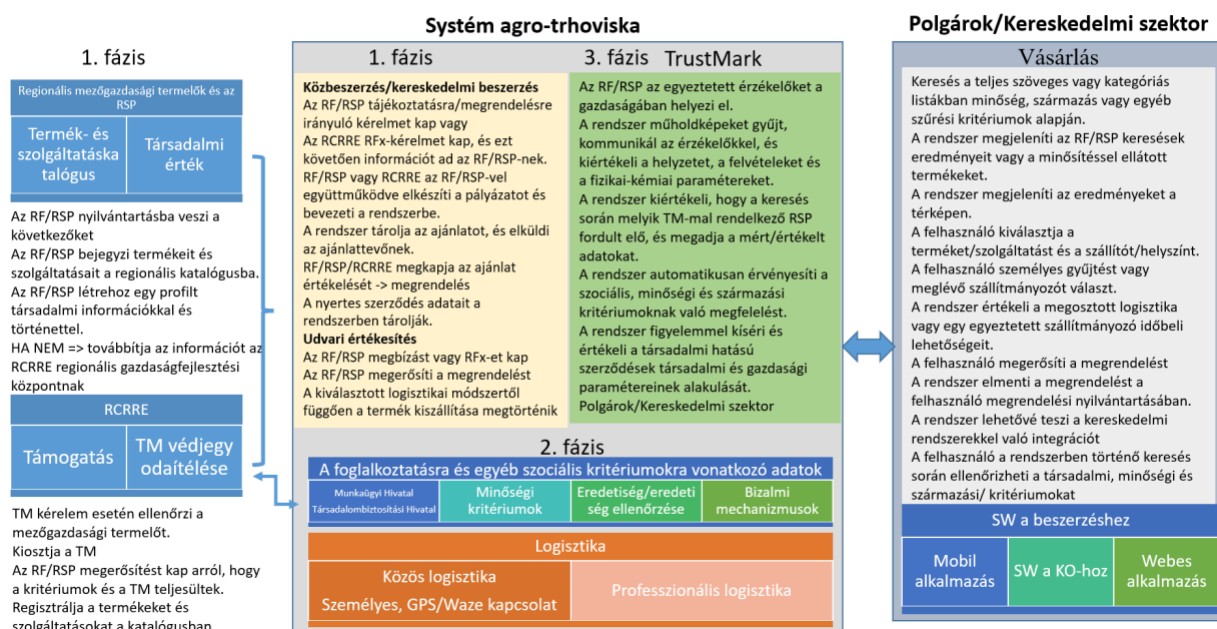 Systém agro-trhoviska
Polgárok/Kereskedelmi szektor
1. fázis
Regionális mezőgazdasági termelők és az
RSP
Termék- és
szolgáltatáska
talógus
Társadalmi
érték
Az RF/RSP nyilvántartásba veszi a
következőket
Az RF/RSP bejegyzi termékeit és
szolgáltatásait a regionális katalógusba.
Az RF/RSP létrehoz egy profilt
társadalmi információkkal és
történettel.
HA NEM => továbbítja az információt az
RCRRE regionális gazdaságfejlesztési
központnak
RCRRE
Támogatás
TM védjegy
odaítélése
TM kérelem esetén ellenőrzi a
mezőgazdasági termelőt.
Kiosztja a TM
Az RF/RSP megerősítést kap arról, hogy
a kritériumok és a TM teljesültek.
Regisztrálja a termékeket és
szolgáltatásokat a katalógusban
1. fázis
Közbeszerzés/kereskedelmi beszerzés
Az RF/RSP tájékoztatásra/megrendelésre
irányuló kérelmet kap vagy
Az RCRRE RFx-kérelmet kap, és ezt
követően információt ad az RF/RSP-nek.
RF/RSP vagy RCRRE az RF/RSP-vel
együttműködve elkészíti a pályázatot és
bevezeti a rendszerbe.
A rendszer tárolja az ajánlatot, és elküldi
az ajánlattevőnek.
RF/RSP/RCRRE megkapja az ajánlat
értékelését -> megrendelés
A nyertes szerződés adatait a
rendszerben tárolják.
Udvari értékesítés
Az RF/RSP megbízást vagy RFx-et kap
Az RF/RSP megerősíti a megrendelést
A kiválasztott logisztikai módszertől
függően a termék kiszállítása megtörténik
3. fázis TrustMark
Az RF/RSP az egyeztetett érzékelőket a
gazdaságában helyezi el.
A rendszer műholdképeket gyűjt,
kommunikál az érzékelőkkel, és
kiértékeli a helyzetet, a felvételeket és
a fizikai-kémiai paramétereket.
A rendszer kiértékeli, hogy a keresés
során melyik TM-mal rendelkező RSP
fordult elő, és megadja a mért/értékelt
adatokat.
A rendszer automatikusan érvényesíti a
szociális, minőségi és származási
kritériumoknak való megfelelést.
A rendszer figyelemmel kíséri és
értékeli a társadalmi hatású
szerződések társadalmi és gazdasági
paramétereinek alakulását.
Polgárok/Kereskedelmi szektor
2. fázis
A foglalkoztatásra és egyéb szociális kritériumokra vonatkozó adatok
Munkaügyi Hivatal
Társadalombiztosítási Hivatal
Minőségi
kritériumok
Eredetiség/eredeti
ség ellenőrzése
Bizalmi
mechanizmusok
Logisztika
Közös logisztika
Személyes, GPS/Waze kapcsolat
Professzionális logisztika
Vásárlás
Keresés a teljes szöveges vagy kategóriás
listákban minőség, származás vagy egyéb
szűrési kritériumok alapján.
A rendszer megjeleníti az RF/RSP keresések
eredményeit vagy a minősítéssel ellátott
termékeket.
A rendszer megjeleníti az eredményeket a
térképen.
A felhasználó kiválasztja a
terméket/szolgáltatást és a szállítót/helyszínt.
A felhasználó személyes gyűjtést vagy
meglévő szállítmányozót választ.
A rendszer értékeli a megosztott logisztika
vagy egy egyeztetett szállítmányozó időbeli
lehetőségeit.
A felhasználó megerősíti a megrendelést
A rendszer elmenti a megrendelést a
felhasználó megrendelési nyilvántartásában.
A rendszer lehetővé teszi a kereskedelmi
rendszerekkel való integrációt
A felhasználó a rendszerben történő keresés
során ellenőrizheti a társadalmi, minőségi és
származási/ kritériumokat
SW a beszerzéshez
Mobil
alkalmazás
SW a KO-hoz
Webes
alkalmazás